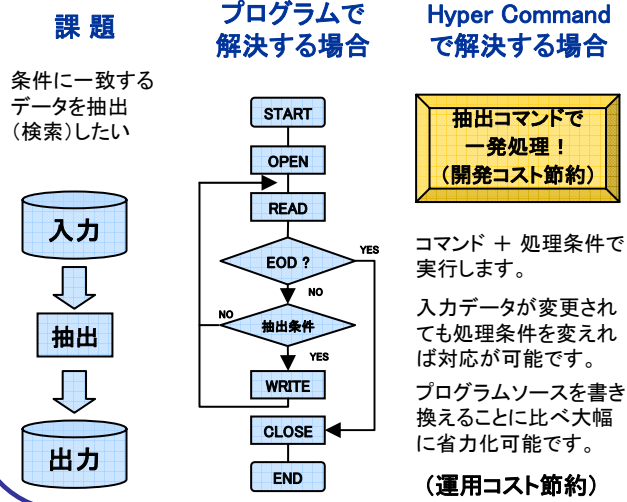 課 題
条件に一致する
データを抽出
（検索）したい
入力
抽出
出力
プログラムで
解決する場合
START
OPEN
READ
EOD ?
YES
NO
抽出条件
NO
YES
WRITE
CLOSE
END
Hyper Command
で解決する場合
抽出コマンドで
一発処理！
（開発コスト節約）
コマンド ＋ 処理条件で
実行します。
入力データが変更され
ても処理条件を変えれ
ば対応が可能です。
プログラムソースを書き
換えることに比べ大幅
に省力化可能です。
（運用コスト節約）